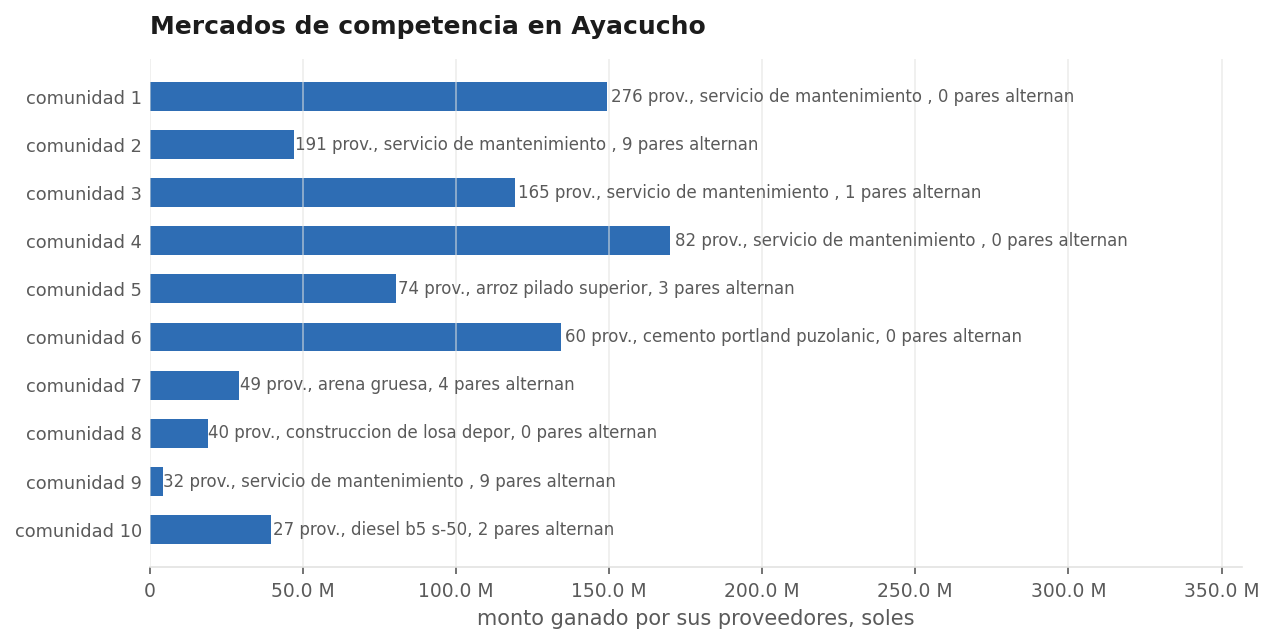 Mercados de competencia en Ayacucho
comunidad 1 276 prov., servicio de mantenimiento , 0 pares alternan
comunidad 2 191 prov., servicio de mantenimiento , 9 pares alternan
comunidad 3 165 prov., servicio de mantenimiento , 1 pares alternan
comunidad 4 82 prov., servicio de mantenimiento , 0 pares alternan
comunidad 5 74 prov., arroz pilado superior, 3 pares alternan
comunidad 6 60 prov., cemento portland puzolanic, 0 pares alternan
comunidad 7 49 prov., arena gruesa, 4 pares alternan
comunidad 8 40 prov., construccion de losa depor, 0 pares alternan
comunidad 9 32 prov., servicio de mantenimiento , 9 pares alternan
comunidad 10 27 prov., diesel b5 s-50, 2 pares alternan
0 50.0 M 100.0 M 150.0 M 200.0 M 250.0 M 300.0 M 350.0 M
monto ganado por sus proveedores, soles